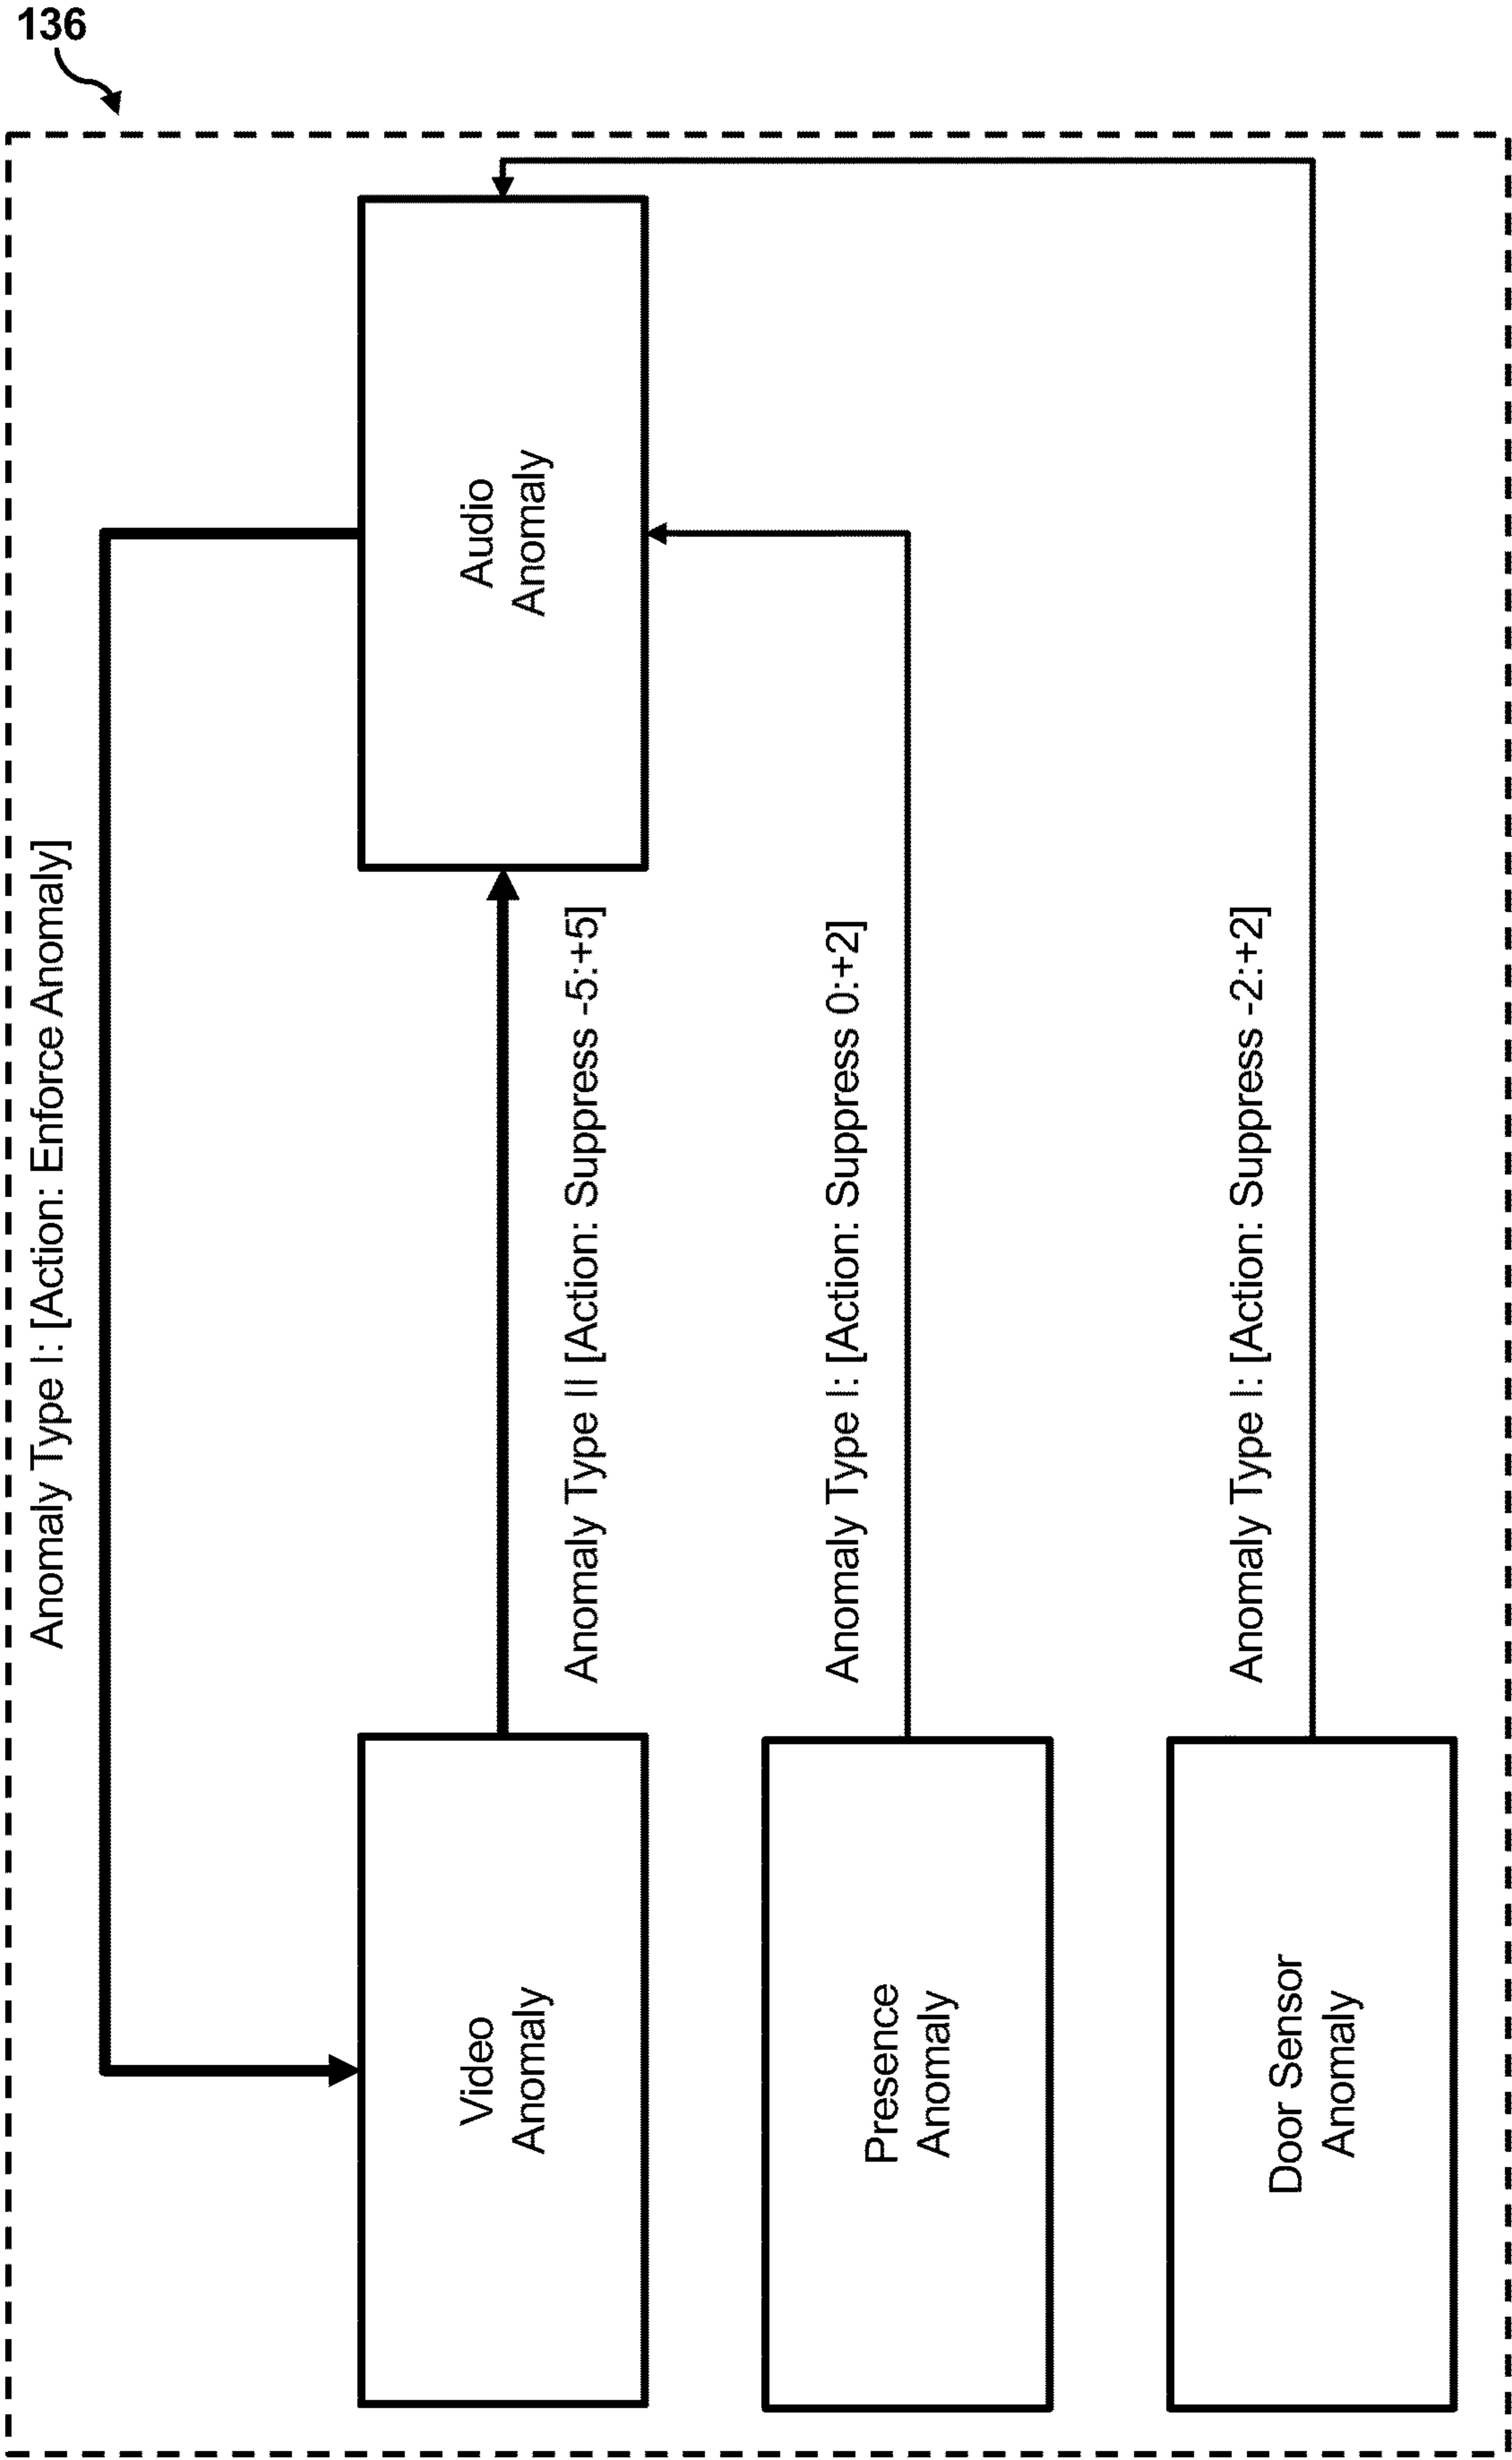 136
Anomaly Type I: [Action: Enforce Anomaly]
Video
Anomaly
Anomaly Type II [Action: Suppress -5:+5]
Audio
Anomaly
Presence
Anomaly
Anomaly Type I: [Action: Suppress 0:+2]
Door Sensor
Anomaly
Anomaly Type I: [Action: Suppress -2:+2]